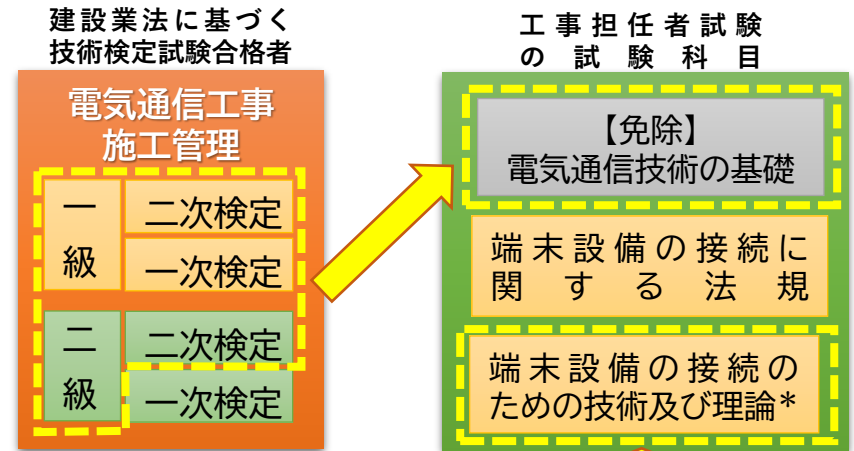 建設業法に基づく
技術検定試験合格者
電気通信工事
施工管理
一級
二次検定
一次検定
二級
二次検定
一次検定
工事担任者試験
の試験科目
【免除】
電気通信技術の基礎
端末設備の接続に
関する法規
端末設備の接続の
ための技術及び理論*